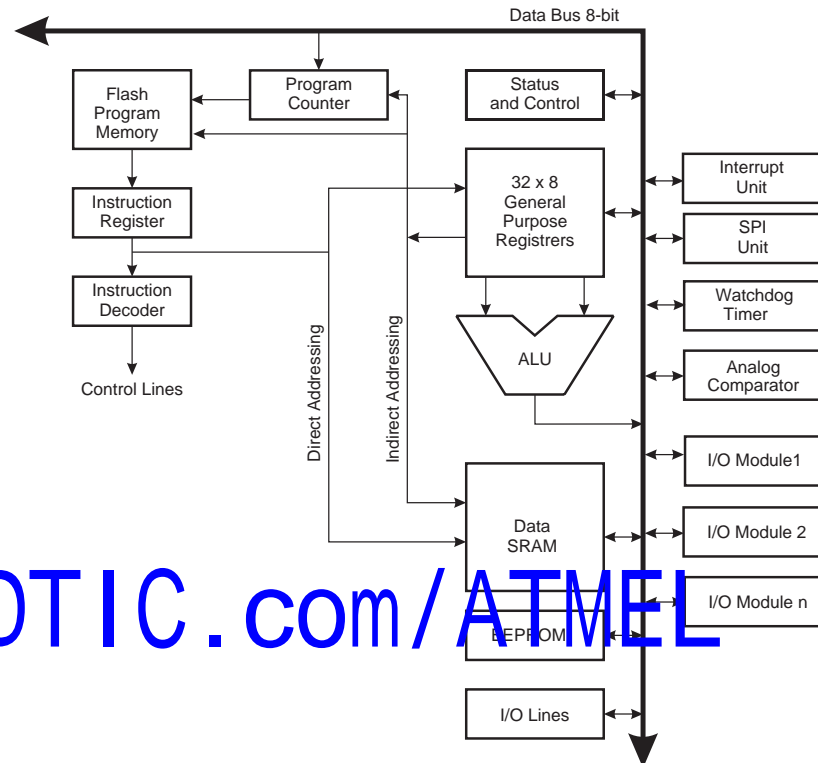 Data Bus 8-bit
Flash
Program
Memory
Program
Counter
Status
and Control
Instruction
Register
32 x 8
General
Purpose
Registrers
Interrupt
Unit
SPI
Unit
Instruction
Decoder
Watchdog
Timer
Control Lines
Direct Addressing
Indirect Addressing
ALU
Analog
Comparator
I/O Module1
Data
SRAM
I/O Module 2
I/O Module n
OTIC.com/ATMEL
EEPROM
I/O Lines